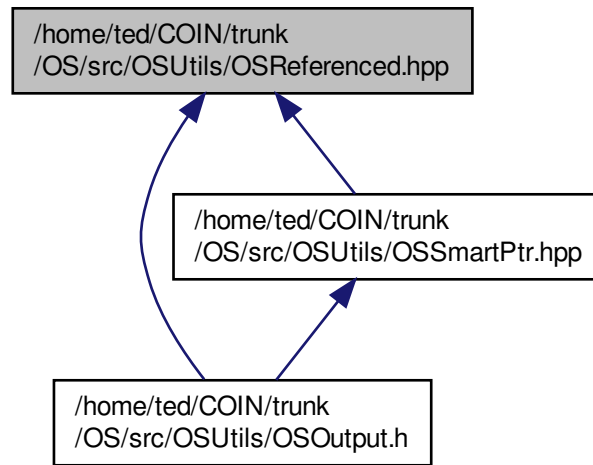 /home/ted/COIN/trunk
/OS/src/OSUtils/OSReferenced.hpp
/home/ted/COIN/trunk
/OS/src/OSUtils/OSSmartPtr.hpp
/home/ted/COIN/trunk
/OS/src/OSUtils/OSOutput.h